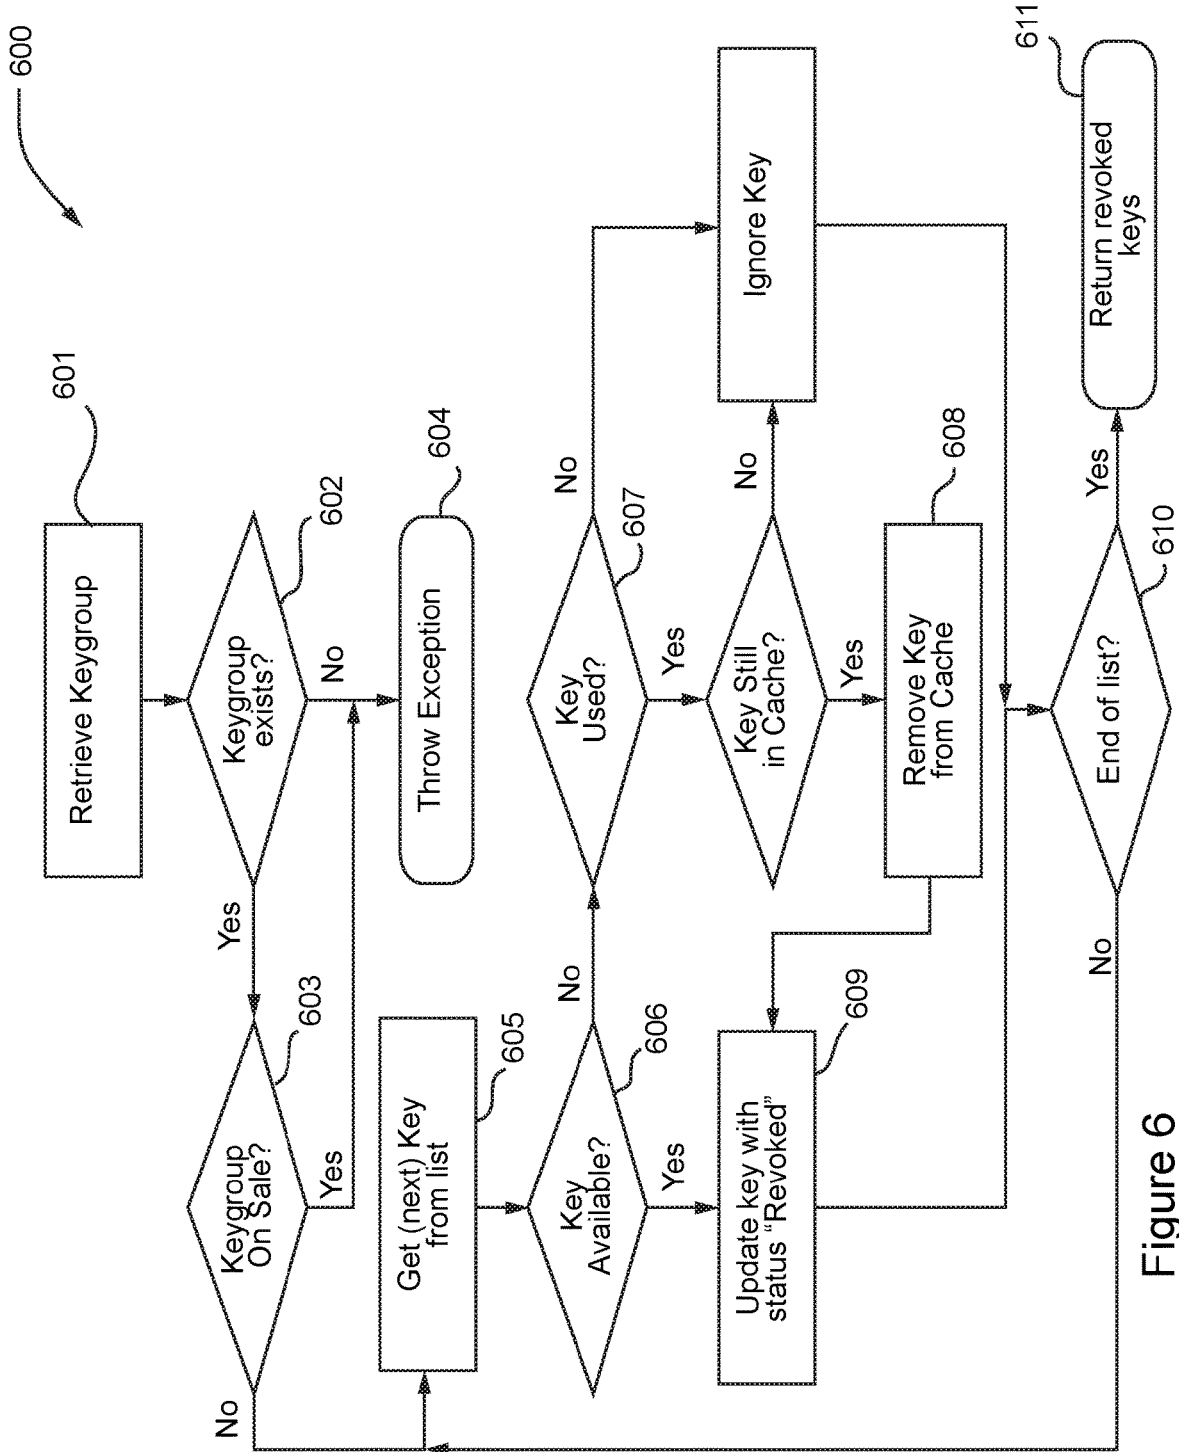 600
Retrieve Keygroup
601
Keygroup
exists?
602
Yes
No
Keygroup
On Sale?
603
Yes
No
Throw Exception
604
Get (next) Key
from list
605
Key
Available?
606
No
Yes
Key
Used?
607
No
Yes
Key Still
in Cache?
No
Yes
Ignore Key
Remove Key
from Cache
608
Update key with
status “Revoked”
609
End of list?
610
No
Yes
Return revoked
keys
611
Figure 6